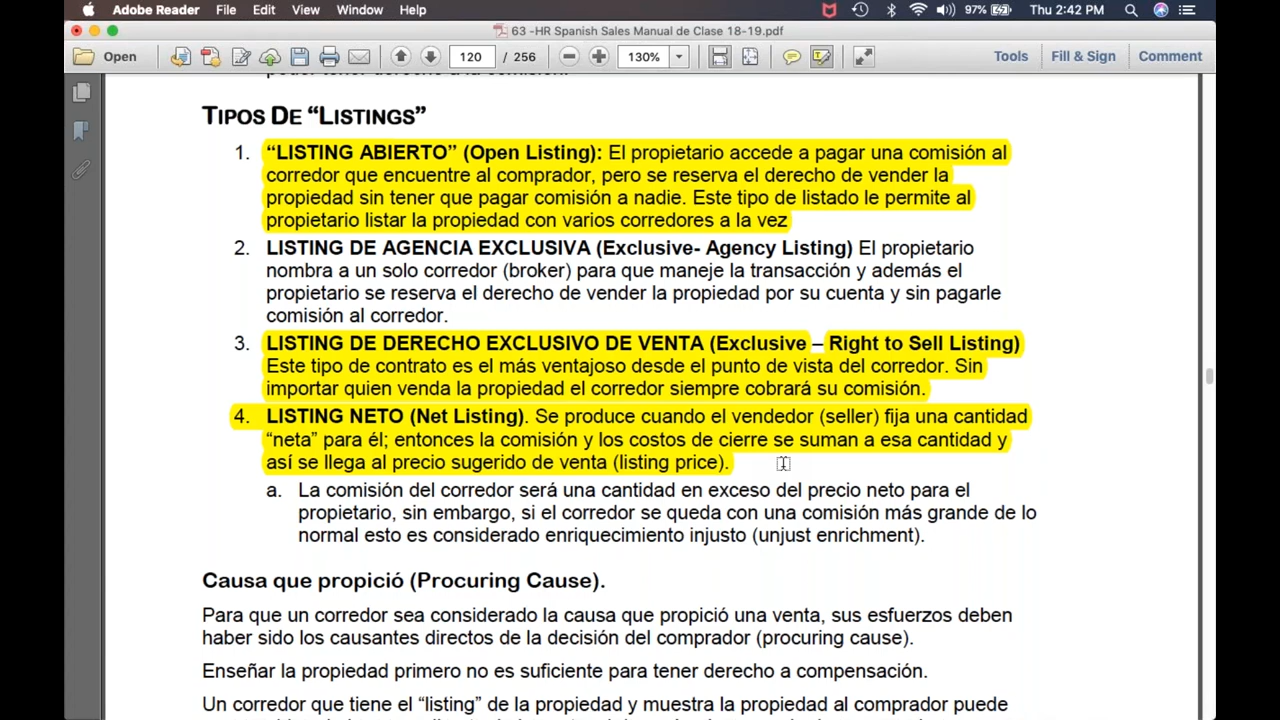 Adobe Reader File Edit View Window Help 97% Thu 2:42 PM
63 -HR Spanish Sales Manual de Clase 18-19.pdf
Open 120 / 256 130% Tools Fill & Sign Comment
TIPOS DE “LISTINGS”
1. “LISTING ABIERTO” (Open Listing): El propietario accede a pagar una comisión al
corredor que encuentre al comprador, pero se reserva el derecho de vender la
propiedad sin tener que pagar comisión a nadie. Este tipo de listado le permite al
propietario listar la propiedad con varios corredores a la vez
2. LISTING DE AGENCIA EXCLUSIVA (Exclusive- Agency Listing) El propietario
nombra a un solo corredor (broker) para que maneje la transacción y además el
propietario se reserva el derecho de vender la propiedad por su cuenta y sin pagarle
comisión al corredor.
3. LISTING DE DERECHO EXCLUSIVO DE VENTA (Exclusive – Right to Sell Listing)
Este tipo de contrato es el más ventajoso desde el punto de vista del corredor. Sin
importar quien venda la propiedad el corredor siempre cobrará su comisión.
4. LISTING NETO (Net Listing). Se produce cuando el vendedor (seller) fija una cantidad
“neta” para él; entonces la comisión y los costos de cierre se suman a esa cantidad y
así se llega al precio sugerido de venta (listing price).
a. La comisión del corredor será una cantidad en exceso del precio neto para el
propietario, sin embargo, si el corredor se queda con una comisión más grande de lo
normal esto es considerado enriquecimiento injusto (unjust enrichment).
Causa que propició (Procuring Cause).
Para que un corredor sea considerado la causa que propició una venta, sus esfuerzos deben
haber sido los causantes directos de la decisión del comprador (procuring cause).
Enseñar la propiedad primero no es suficiente para tener derecho a compensación.
Un corredor que tiene el “listing” de la propiedad y muestra la propiedad al comprador puede